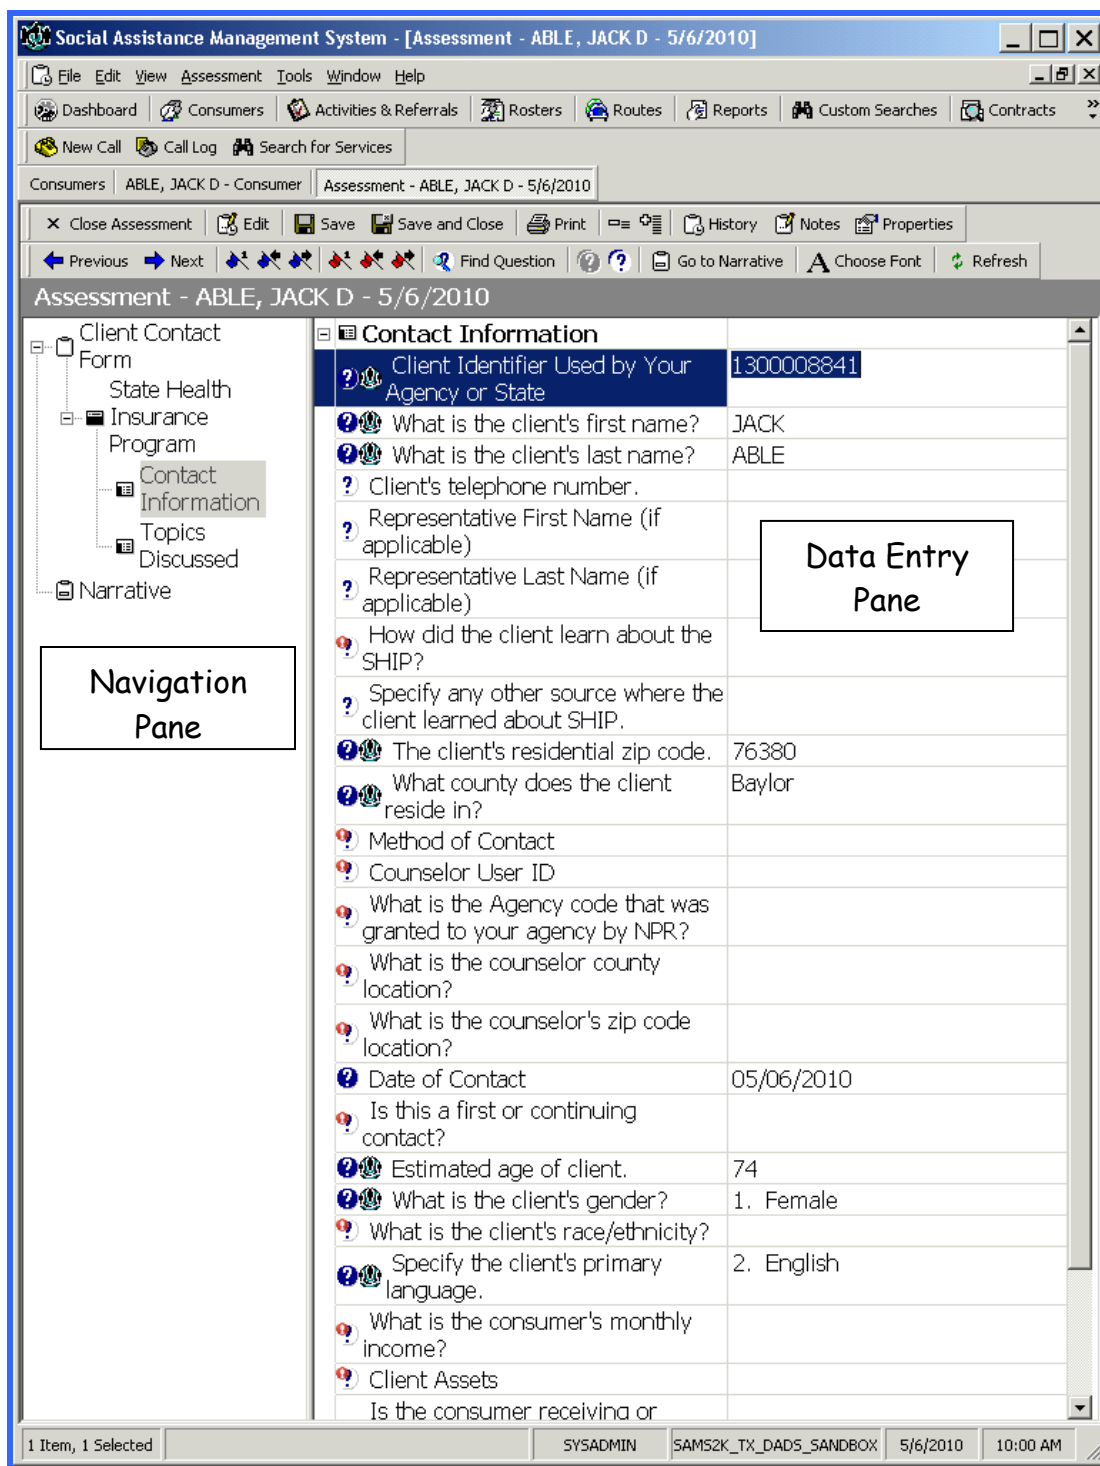 Social Assistance Management System - [Assessment - ABLE, JACK D - 5/6/2010]
File Edit View Assessment Tools Window Help
Dashboard Consumers Activities & Referrals Rosters Routes Reports Custom Searches Contracts
New Call Call Log Search for Services
Consumers ABLE, JACK D - Consumer Assessment - ABLE, JACK D - 5/6/2010
Close Assessment Edit Save Save and Close Print History Notes Properties
Previous Next Find Question Go to Narrative Choose Font Refresh
Assessment - ABLE, JACK D - 5/6/2010
Client Contact
Form
State Health
Insurance
Program
Contact
Information
Topics
Discussed
Narrative
Navigation
Pane
Contact Information
Client Identifier Used by Your 1300008841
Agency or State
What is the client's first name? JACK
What is the client's last name? ABLE
Client's telephone number.
Representative First Name (if
applicable)
Representative Last Name (if
applicable)
Data Entry
Pane
How did the client learn about the
SHIP?
Specify any other source where the
client learned about SHIP.
The client's residential zip code. 76380
What county does the client Baylor
reside in?
Method of Contact
Counselor User ID
What is the Agency code that was
granted to your agency by NPR?
What is the counselor county
location?
What is the counselor's zip code
location?
Date of Contact 05/06/2010
Is this a first or continuing
contact?
Estimated age of client. 74
What is the client's gender? 1. Female
What is the client's race/ethnicity?
Specify the client's primary 2. English
language.
What is the consumer's monthly
income?
Client Assets
Is the consumer receiving or
1 Item, 1 Selected SYSADMIN SAMS2K_TX_DADS_SANDBOX 5/6/2010 10:00 AM